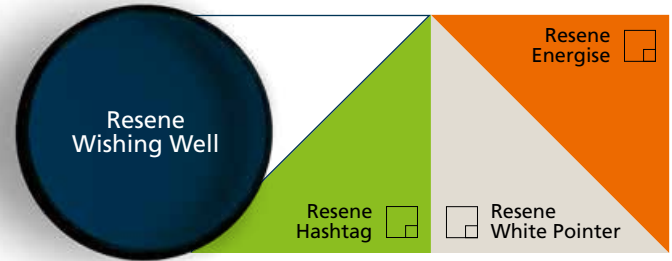 Resene
Wishing Well
Resene
Energise
Resene
Hashtag
Resene
White Pointer